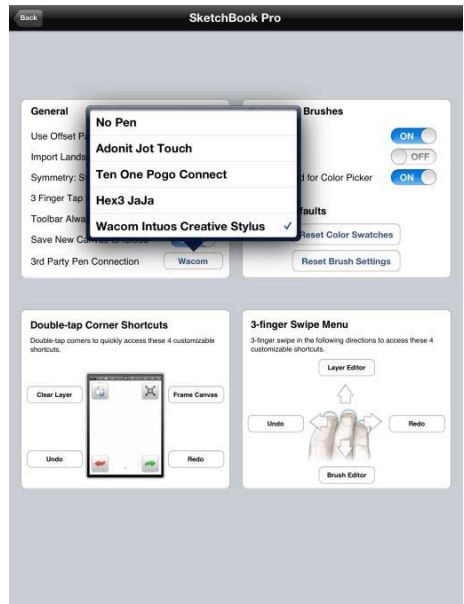 Back
SketchBook Pro
General
Brushes
No Pen
Adonit Jot Touch
Ten One Pogo Connect
Hex3 JaJa
Wacom Intuos Creative Stylus
Use Offset
Import Lands
Symmetry: S
3 Finger Tap
Toolbar Alwa
Save New
3rd Party Pen Connection
Wacom
ON
OFF
for Color Picker
ON
Reset Color Swatches
Reset Brush Settings
Double-tap Corner Shortcuts
Double-tap corners to quickly access these 4 customizable
shortcuts.
Clear Layer
Frame Canvas
Undo
Redo
3-finger Swipe Menu
3-finger swipe in the following directions to access these 4
customizable shortcuts.
Layer Editor
Undo
Redo
Brush Editor